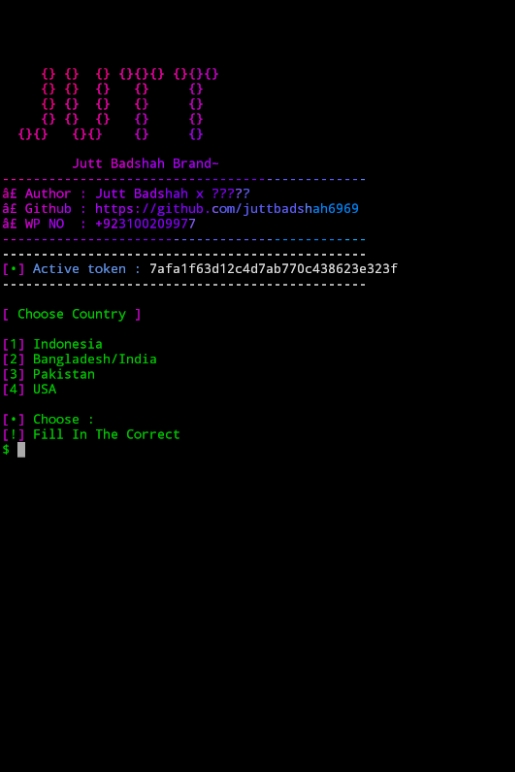 {} {}  {} {}{}{} {}{}{}
{} {}  {}   {}     {}
{} {}  {}   {}     {}
{} {}  {}   {}     {}
{}{}   {}{}    {}     {}
Jutt Badshah Brand~
-----------------------------------------------
â£ Author : Jutt Badshah x ?????
â£ Github : https://github.com/juttbadshah6969
â£ WP NO  : +923100209977
-----------------------------------------------
-----------------------------------------------
[•] Active token : 7afa1f63d12c4d7ab770c438623e323f
-----------------------------------------------
[ Choose Country ]
[1] Indonesia
[2] Bangladesh/India
[3] Pakistan
[4] USA
[•] Choose :
[!] Fill In The Correct
$